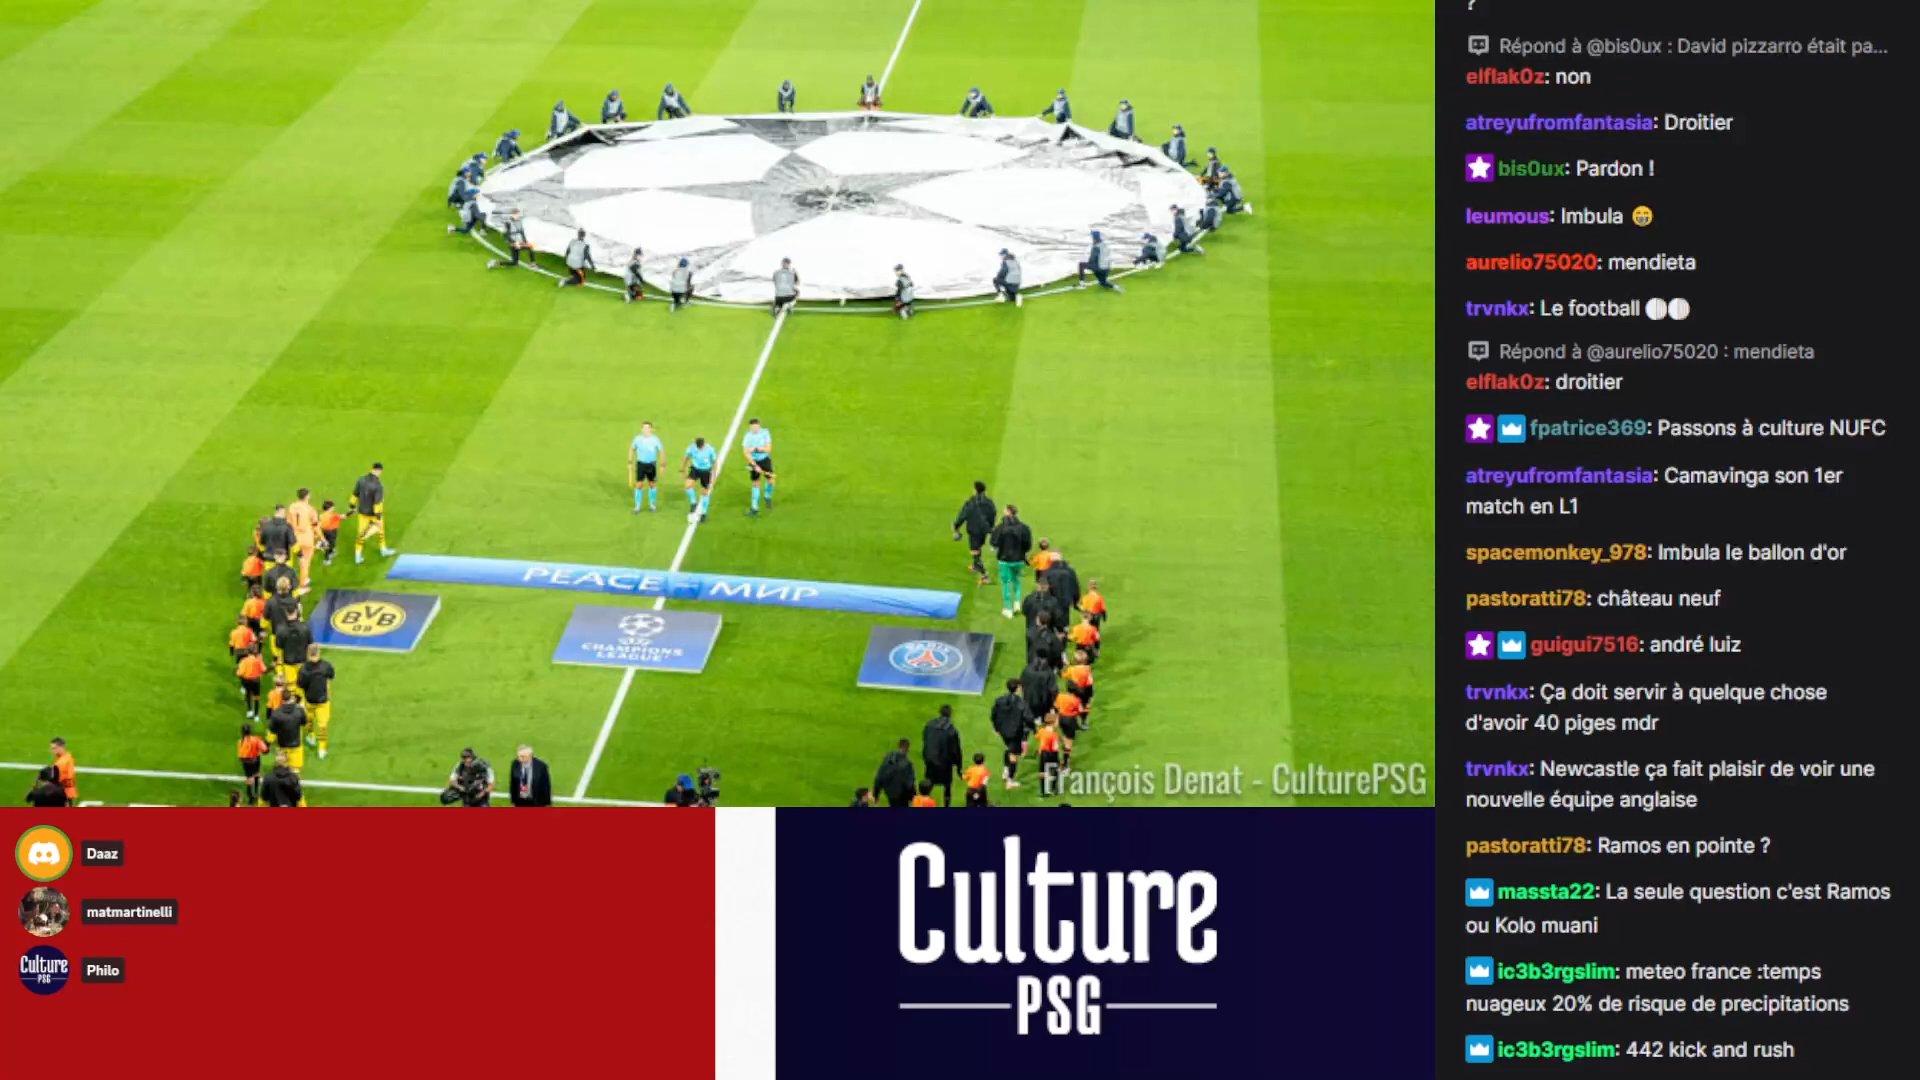 PEACE - МИР
BVB
09
CHAMPIONS
LEAGUE
PARIS
François Denat - CulturePSG
Daaz
matmartinelli
Culture
PSG
Philo
Culture
PSG
?
Répond à @bis0ux : David pizzarro était pa...
elflak0z: non
atreyufromfantasia: Droitier
bis0ux: Pardon !
leumous: Imbula 😁
aurelio75020: mendieta
trvnkx: Le football
Répond à @aurelio75020 : mendieta
elflak0z: droitier
fpatrice369: Passons à culture NUFC
atreyufromfantasia: Camavinga son 1er
match en L1
spacemonkey_978: Imbula le ballon d'or
pastoratti78: château neuf
guigui7516: andré luiz
trvnkx: Ça doit servir à quelque chose
d'avoir 40 piges mdr
trvnkx: Newcastle ça fait plaisir de voir une
nouvelle équipe anglaise
pastoratti78: Ramos en pointe ?
massta22: La seule question c'est Ramos
ou Kolo muani
ic3b3rgslim: meteo france :temps
nuageux 20% de risque de precipitations
ic3b3rgslim: 442 kick and rush